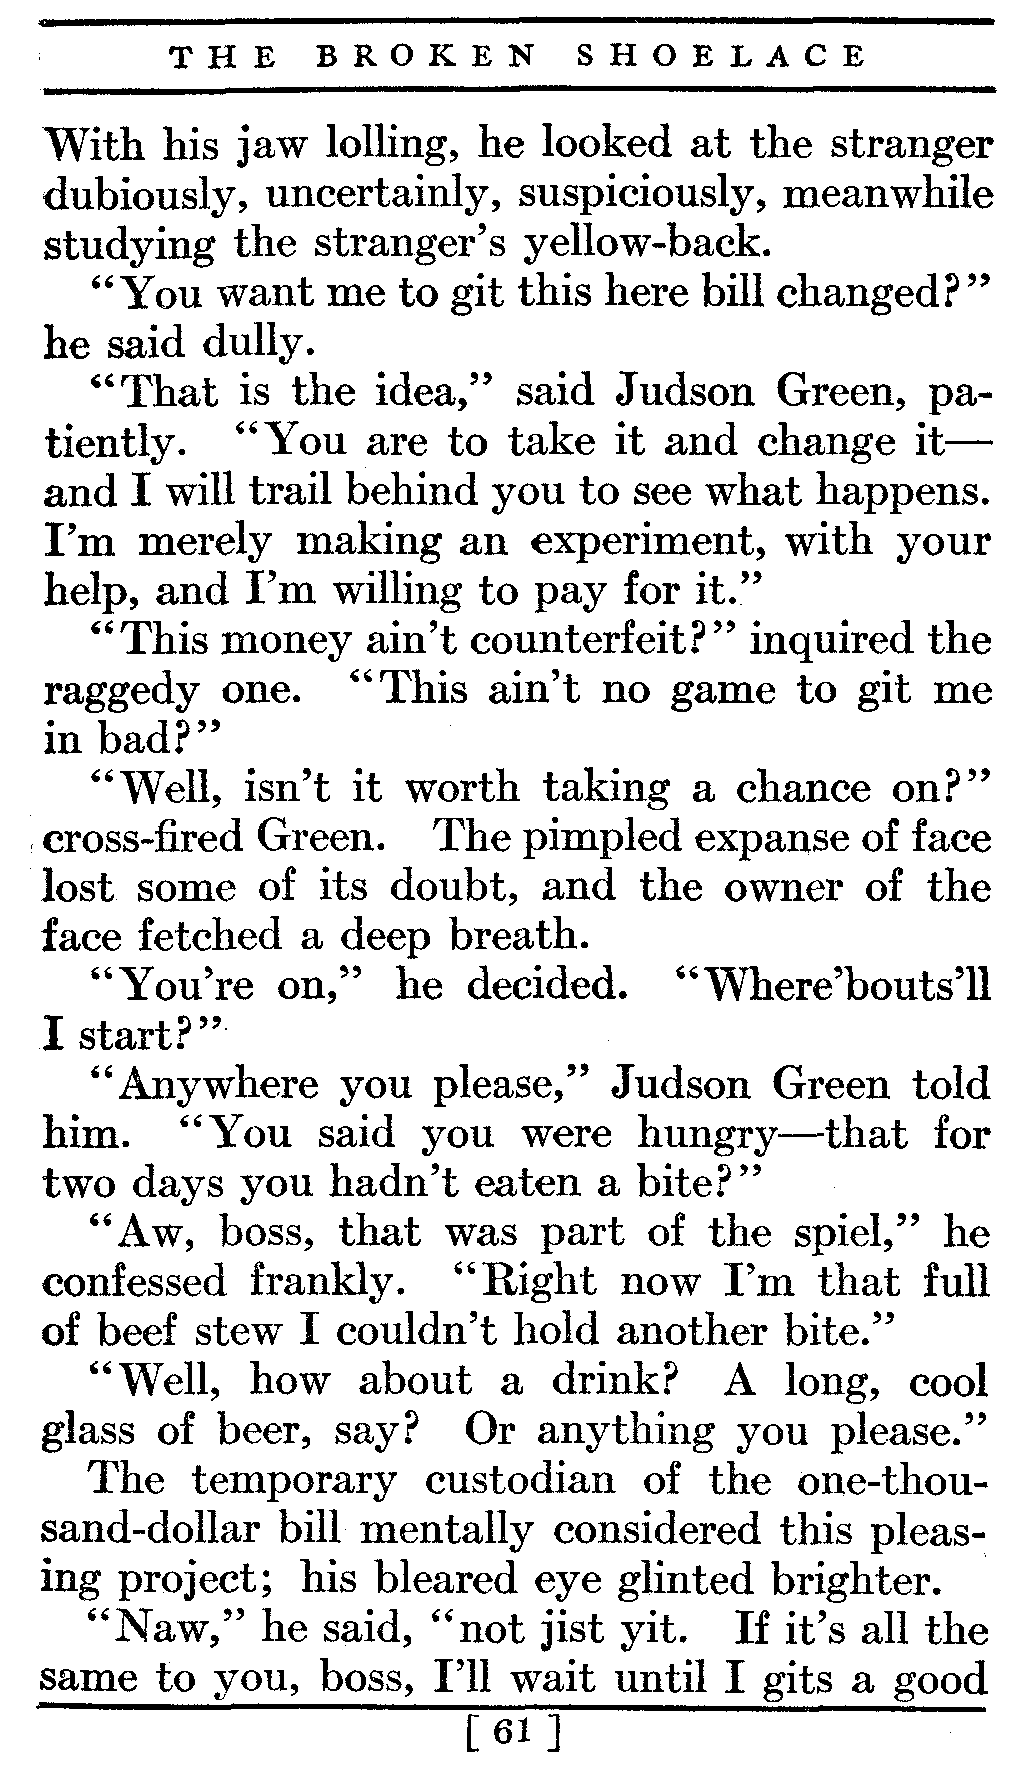 THE BROKEN SHOELACE
With his jaw lolling, he looked at the stranger
dubiously, uncertainly, suspiciously, meanwhile
studying the stranger's yellow-back.
"You want me to git this here bill changed?"
he said dully.
"That is the idea," said Judson Green, pa-
tiently. "You are to take it and change it—
and I will trail behind you to see what happens.
I'm merely making an experiment, with your
help, and I'm willing to pay for it."
"This money ain't counterfeit?" inquired the
raggedy one. "This ain't no game to git me
in bad?"
"Well, isn't it worth taking a chance on?"
cross-fired Green. The pimpled expanse of face
lost some of its doubt, and the owner of the
face fetched a deep breath.
"You're on," he decided. "Where'bouts'll
I start?"
"Anywhere you please," Judson Green told
him. "You said you were hungry—that for
two days you hadn't eaten a bite?"
"Aw, boss, that was part of the spiel," he
confessed frankly. "Right now I'm that full
of beef stew I couldn't hold another bite."
"Well, how about a drink? A long, cool
glass of beer, say? Or anything you please."
The temporary custodian of the one-thou-
sand-dollar bill mentally considered this pleas-
ing project; his bleared eye glinted brighter.
"Naw," he said, "not jist yit. If it's all the
same to you, boss, I'll wait until I gits a good
[ 61 ]